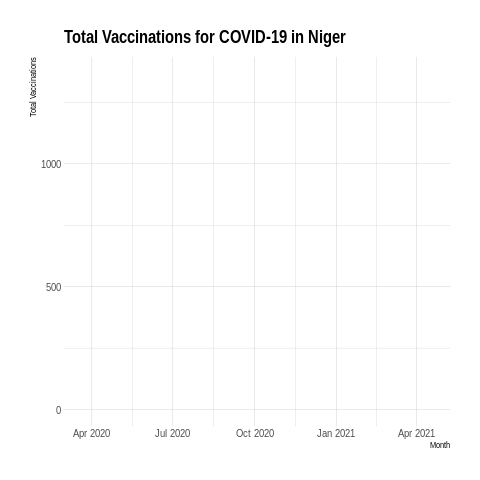 Total Vaccinations for COVID-19 in Niger
Total Vaccinations
1000
500
0
Apr 2020 Jul 2020 Oct 2020 Jan 2021 Apr 2021
Month